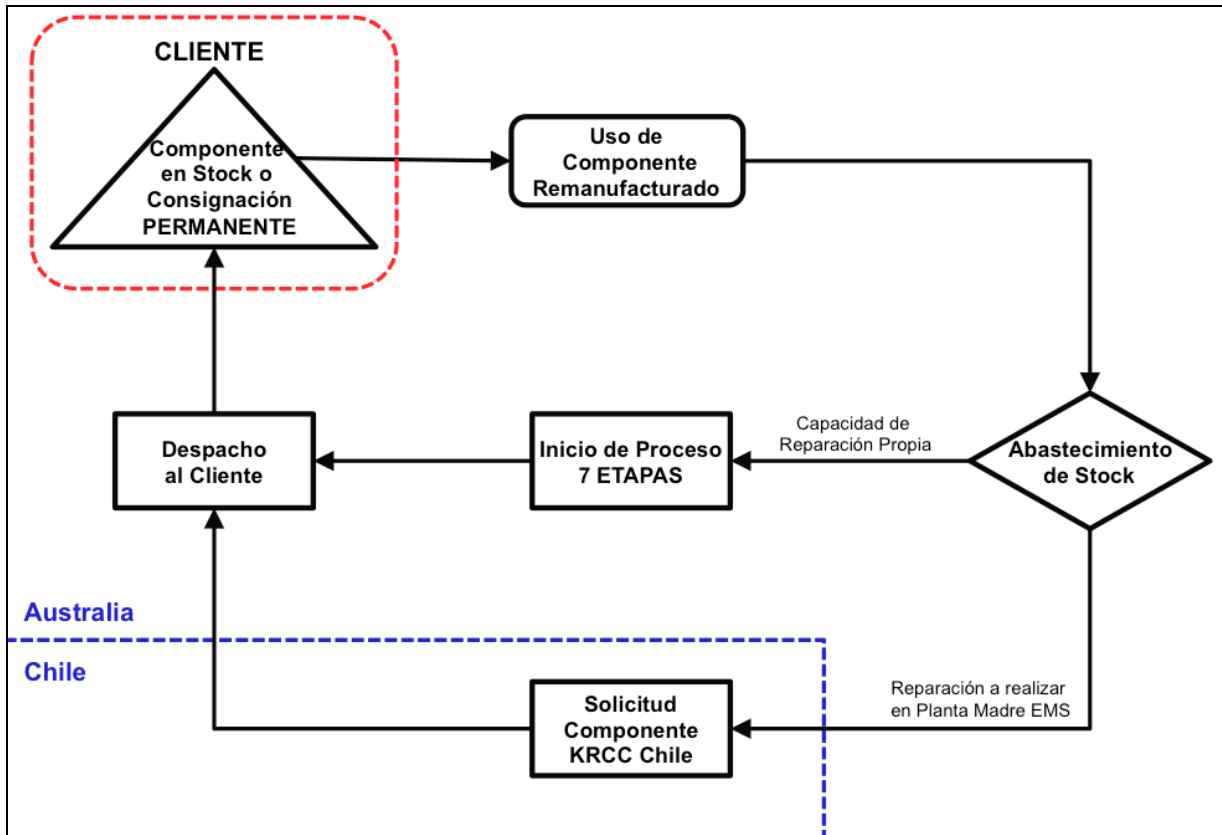 CLIENTE
Componente
en Stock o
Consignación
PERMANENTE
Uso de
Componente
Remanufacturado
Despacho
al Cliente
Inicio de Proceso
7 ETAPAS
Capacidad de
Reparación Propia
Abastecimiento
de Stock
Australia
Chile
Solicitud
Componente
KRCC Chile
Reparación a realizar
en Planta Madre EMS